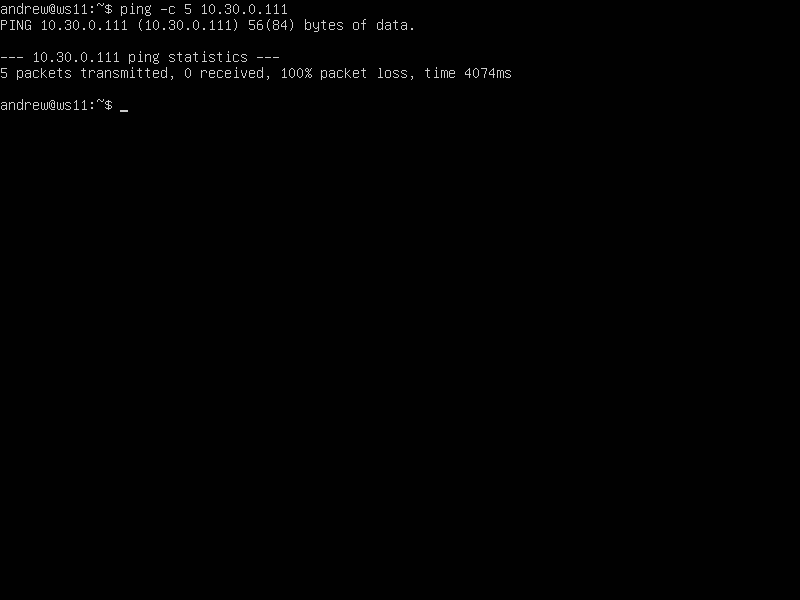 andrew@ws11:~$ ping -c 5 10.30.0.111
PING 10.30.0.111 (10.30.0.111) 56(84) bytes of data.
--- 10.30.0.111 ping statistics ---
5 packets transmitted, 0 received, 100% packet loss, time 4074ms
andrew@ws11:~$ _